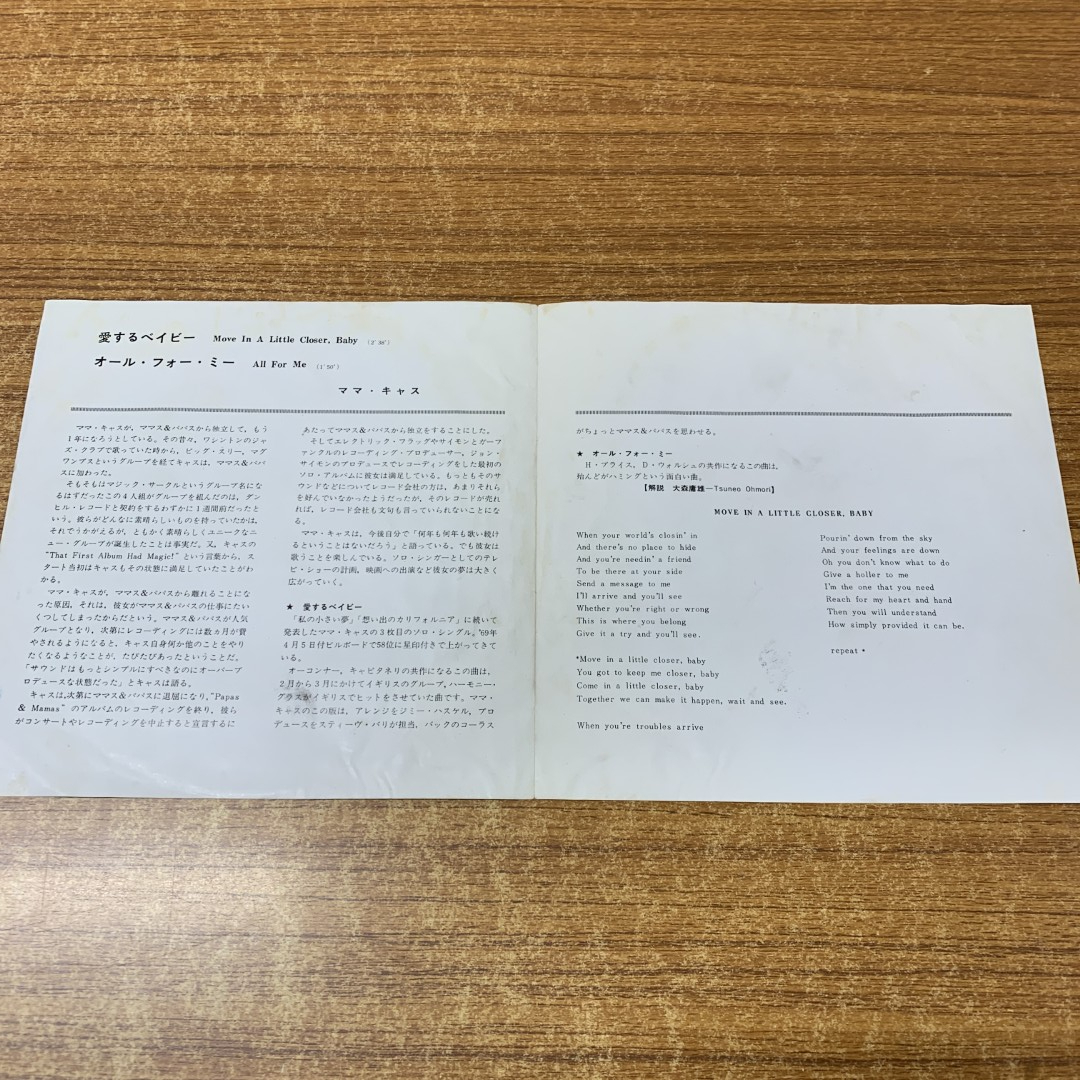 愛するベイビー Move In A Little Closer, Baby
オール・フォー・ミー All For Me (1'50")
ママ・キャス
ママ・キャスが，ママス&パパスから独立して，もう
1年になろうとしている。その昔々，ワシントンのジャ
ズ・クラブで歌っていた時から，ビッグ・スリー，マグ
ワンプスというグループを経てキャスは，ママス&パパ
スに加わった。
そもそもはマジック・サークルというグループ名にな
るはずだったこの4人組がグループを組んだのは，ダン
ヒル・レコードと契約をするわずかに1週間前だったと
いう。彼らがどんなに素晴らしいものを待っていたかは，
それでうかがえるが，ともかく素晴らしくユニークなニ
ュー・グループが誕生したことは事実だ。又，キャスの
"That First Album Had Magic!" という言葉から，ス
タート当初はキャスもその状態に満足していたことがわ
かる。
ママ・キャスが，ママス&パパスから離れることにな
った原因，それは，彼女がママス&パパスの仕事にたい
くつしてしまったからだという。ママス&パパスが人気
グループとなり，次第にレコーディングには数ヵ月が費
やされるようになると，キャス自身何か他のことをやり
たくなるようなことが，たびたびあったということだ。
「サウンドはもっとシンプルにすべきなのにオーバープ
ロデュースな状態だった」とキャスは語る。
キャスは，次第にママス&パパスに退屈になり，"Papas
& Mamas" のアルバムのレコーディングを終り，彼ら
がコンサートやレコーディングを中止すると宣言するに
あたってママス&パパスから独立をすることにした。
そしてエレクトリック・フラッグやサイモンとガーフ
ァンクルのレコーディング・プロデューサー，ジョン・
サイモンのプロデュースでレコーディングをした最初の
ソロ・アルバムに彼女は満足している。もっともそのサ
ウンドなどについてレコード会社の方は，あまりそれら
を好んでいなかったようだったが，そのレコードが売れ
れば，レコード会社も文句も言っていられないことにな
る。
ママ・キャスは，今後自分で「何年も何年も歌い続け
るということはないだろう」と語っている。でも彼女は
歌うことを楽しんでいる。ソロ・シンガーとしてのテレ
ビ・ショーの計画，映画への出演など彼女の夢は大きく
広がっていく。
★ 愛するベイビー
「私の小さい夢」「想い出のカリフォルニア」に続いて
発表したママ・キャスの3枚目のソロ・シングル。'69年
4月5日付ビルボードで58位に星印付きで上がってきて
いる。
オーコンナー，キャピタネリの共作になるこの曲は，
2月から3月にかけてイギリスのグループ，ハーモニー・
グラスがイギリスでヒットをさせていた曲です。ママ・
キャスのこの版は，アレンジをジミー・ハスケル，プロ
デュースをスティーヴ・バリが担当，バックのコーラス
がちょっとママス&パパスを思わせる。
★ オール・フォー・ミー
H・プライス，D・ウォルシュの共作になるこの曲は，
殆んどがハミングという面白い曲。
【解説 大森庸雄—Tsuneo Ohmori】
MOVE IN A LITTLE CLOSER, BABY
When your world's closin' in
And there's no place to hide
And you're needin' a friend
To be there at your side
Send a message to me
I'll arrive and you'll see
Whether you're right or wrong
This is where you belong
Give it a try and you'll see.
*Move in a little closer, baby
You got to keep me closer, baby
Come in a little closer, baby
Together we can make it happen, wait and see.
When you're troubles arrive
Pourin' down from the sky
And your feelings are down
Oh you don't know what to do
Give a holler to me
I'm the one that you need
Reach for my heart and hand
Then you will understand
How simply provided it can be.
repeat *